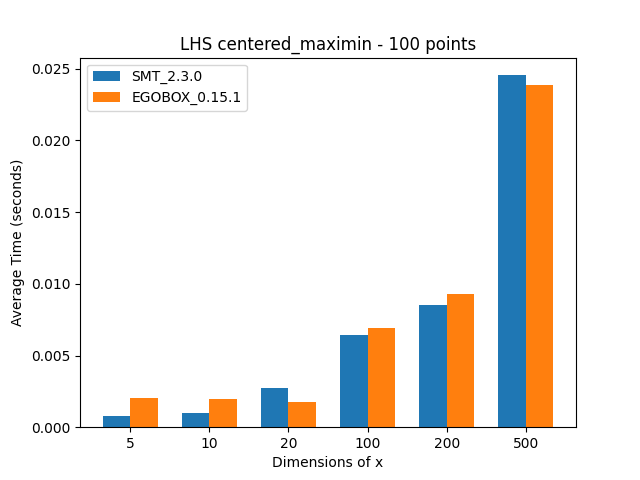 LHS centered_maximin - 100 points
SMT_2.3.0
EGOBOX_0.15.1
Average Time (seconds)
0.025
0.020
0.015
0.010
0.005
0.000
5 10 20 100 200 500
Dimensions of x